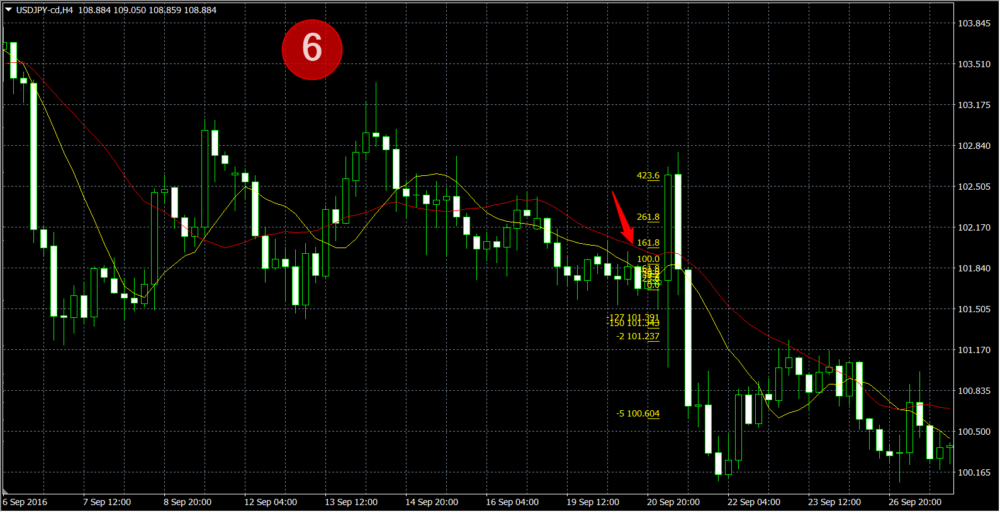 USDJPY-cd,H4 108.884 109.050 108.859 108.884
6
103.845
103.510
103.175
102.840
102.505
102.170
101.840
101.505
101.170
100.835
100.500
100.165
423.6
261.8
161.8
100.0
61.8
0.0
-127 101.391
-150 101.343
-2 101.237
-5 100.604
6 Sep 2016
7 Sep 12:00
8 Sep 20:00
12 Sep 04:00
13 Sep 12:00
14 Sep 20:00
16 Sep 04:00
19 Sep 12:00
20 Sep 20:00
22 Sep 04:00
23 Sep 12:00
26 Sep 20:00